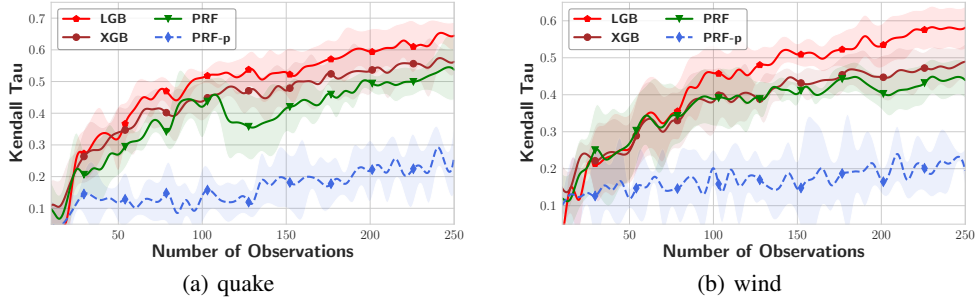 0.7
0.6
0.5
0.4
0.3
0.2
0.1
Kendall Tau
LGB PRF
XGB PRF-p
50 100 150 200 250
Number of Observations
(a) quake
0.6
0.5
0.4
0.3
0.2
0.1
Kendall Tau
LGB PRF
XGB PRF-p
50 100 150 200 250
Number of Observations
(b) wind